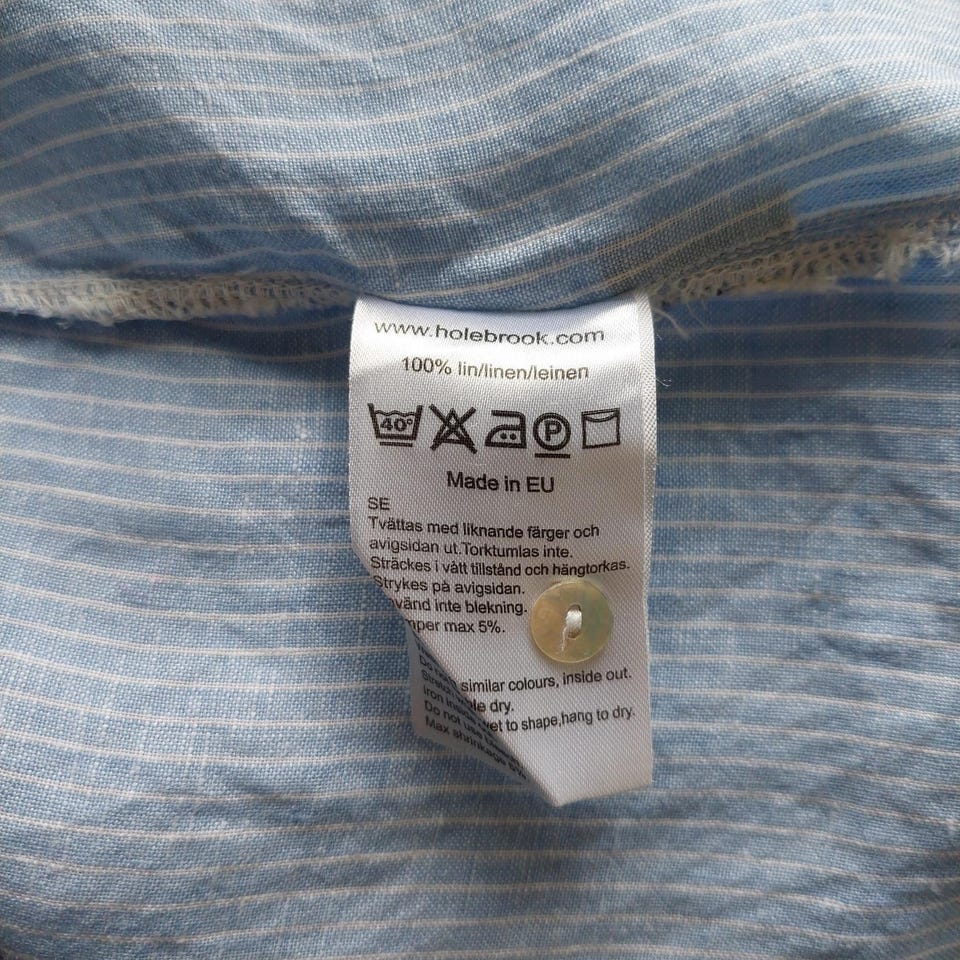 www.holebrook.com
100% lin/linen/leinen
40° P
Made in EU
SE
Tvättas med liknande färger och
avigsidan ut.Torktumlas inte.
Sträckes i vått tillstånd och hängtorkas.
Strykes på avigsidan.
vänd inte blekning.
mper max 5%.
similar colours, inside out.
dry.
to shape,hang to dry.
Iron
Do not use
Max shrinkage